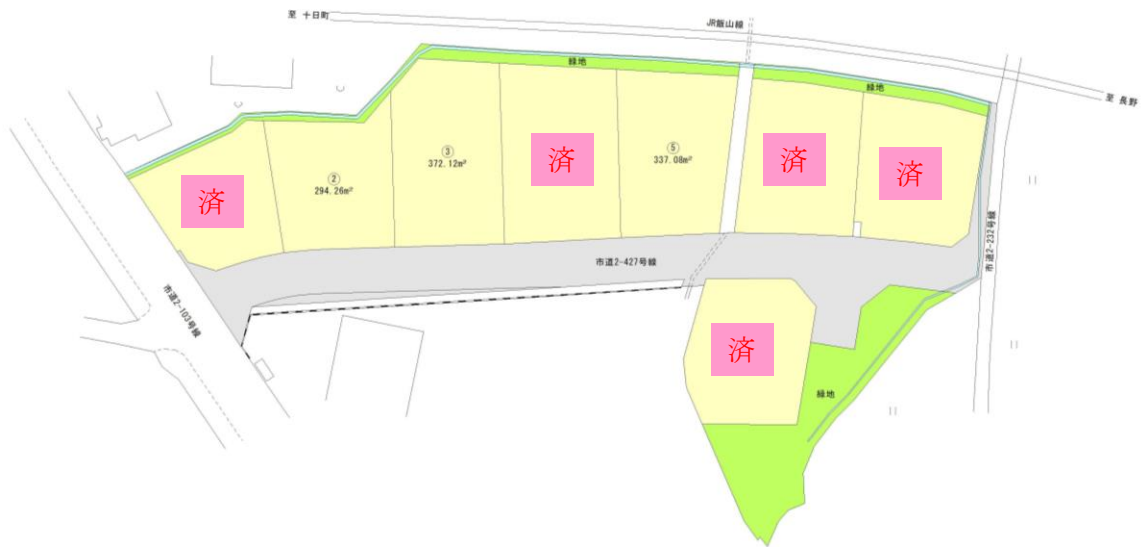 至 十日町
JR飯山線
至 長野
緑地
緑地
③
372.12m²
済
⑤
337.08m²
済
済
②
294.26m²
済
市道2-232号線
市道2-427号線
市道2-103号線
済
緑地